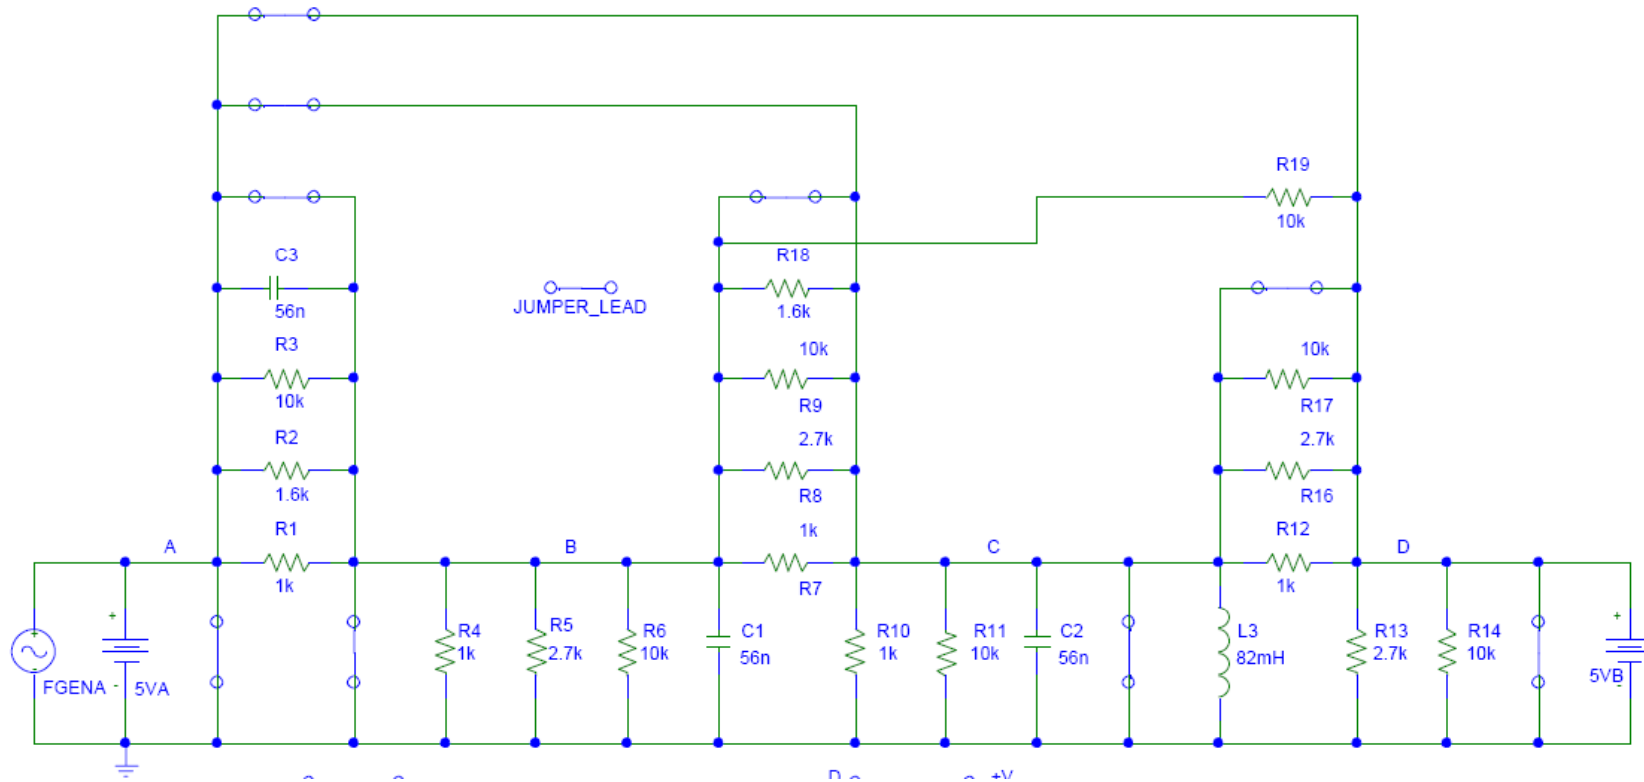 R19
10k
C3
56n
R18
1.6k
JUMPER_LEAD
R3
10k
10k
R9
10k
R17
R2
1.6k
2.7k
R8
2.7k
R16
R1
1k
1k
R7
R12
1k
A
B
C
D
+
-
FGENA
+
-
5VA
R4
1k
R5
2.7k
R6
10k
C1
56n
R10
1k
R11
10k
C2
56n
L3
82mH
R13
2.7k
R14
10k
+
-
5VB
D
+V